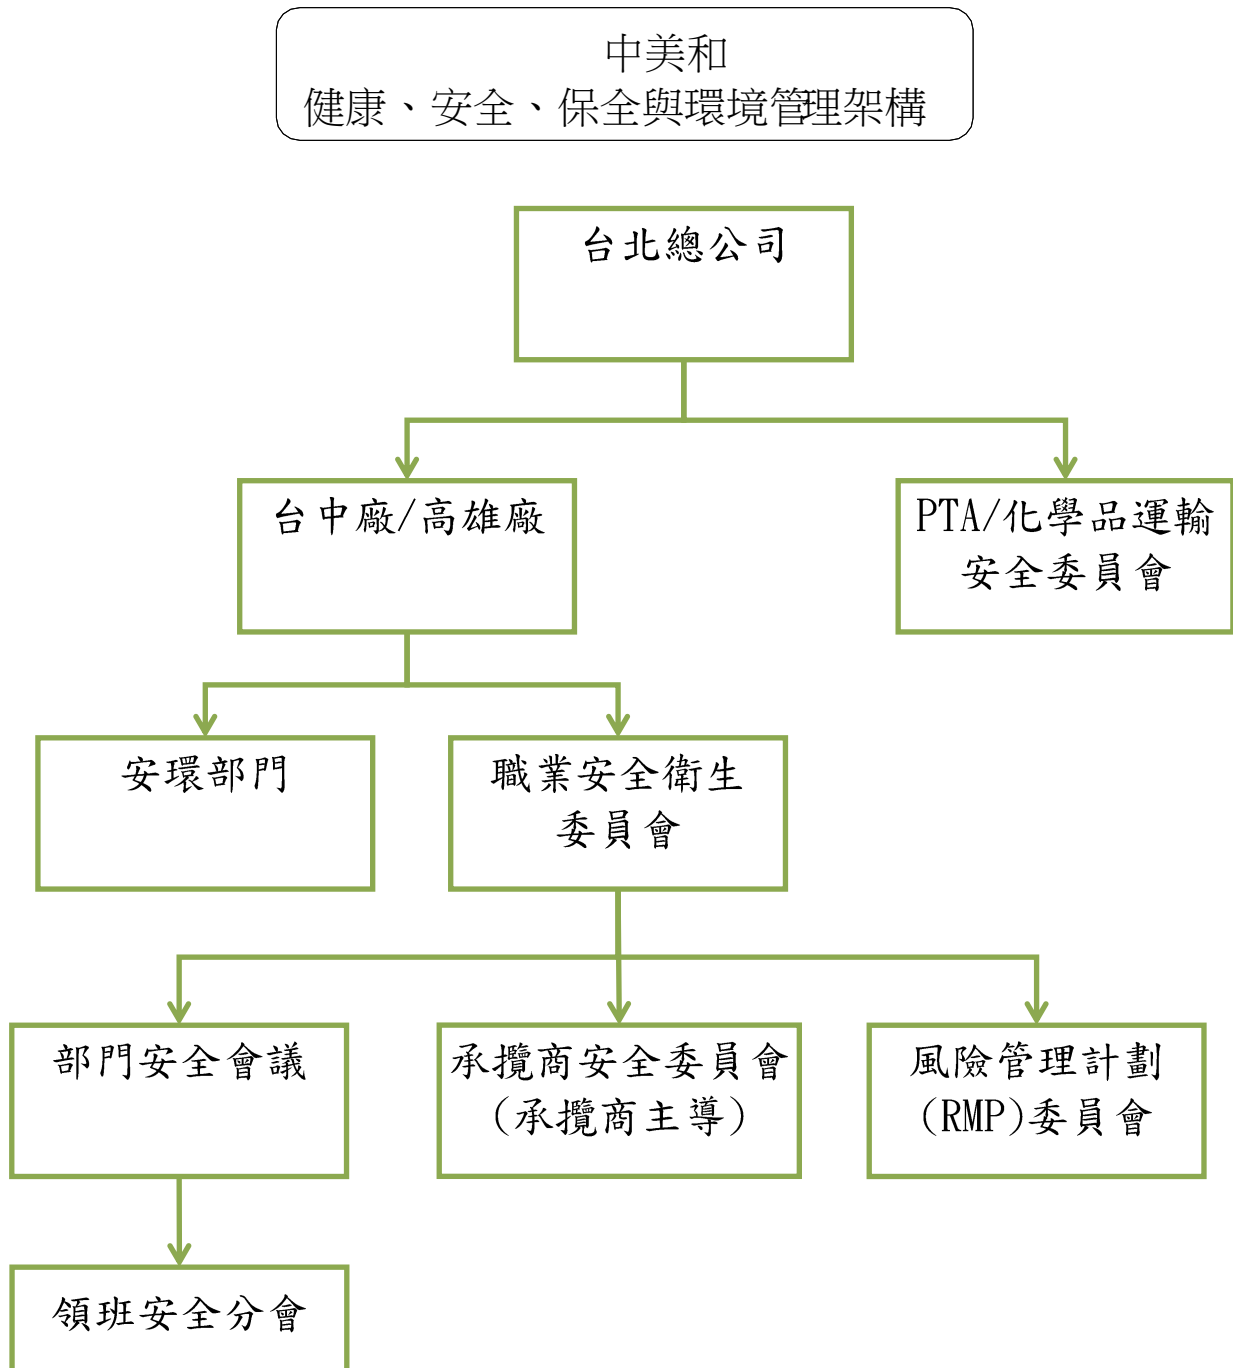 中美和
健康、安全、保全與環境管理架構
台北總公司
台中廠/高雄廠
PTA/化學品運輸
安全委員會
安環部門
職業安全衛生
委員會
部門安全會議
承攬商安全委員會
(承攬商主導)
風險管理計劃
(RMP)委員會
領班安全分會